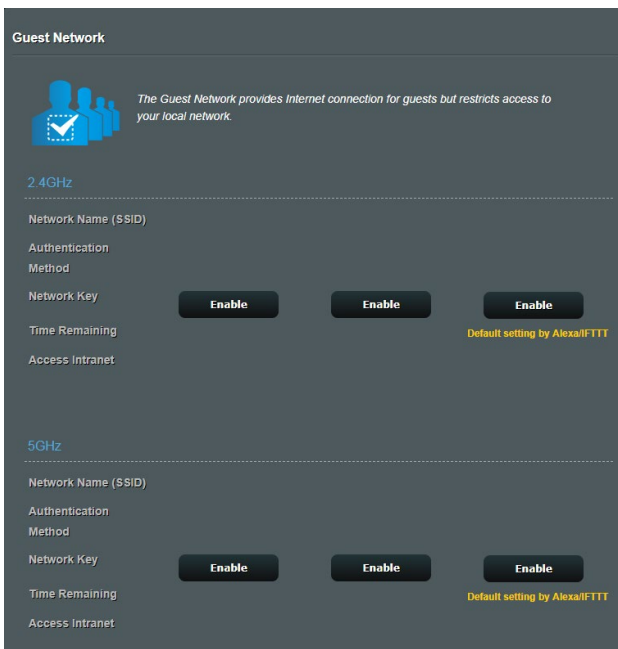 Guest Network
The Guest Network provides Internet connection for guests but restricts access to
your local network.
2.4GHz
Network Name (SSID)
Authentication
Method
Network Key
Enable Enable Enable
Time Remaining
Default setting by Alexa/IFTTT
Access Intranet
5GHz
Network Name (SSID)
Authentication
Method
Network Key
Enable Enable Enable
Time Remaining
Default setting by Alexa/IFTTT
Access Intranet